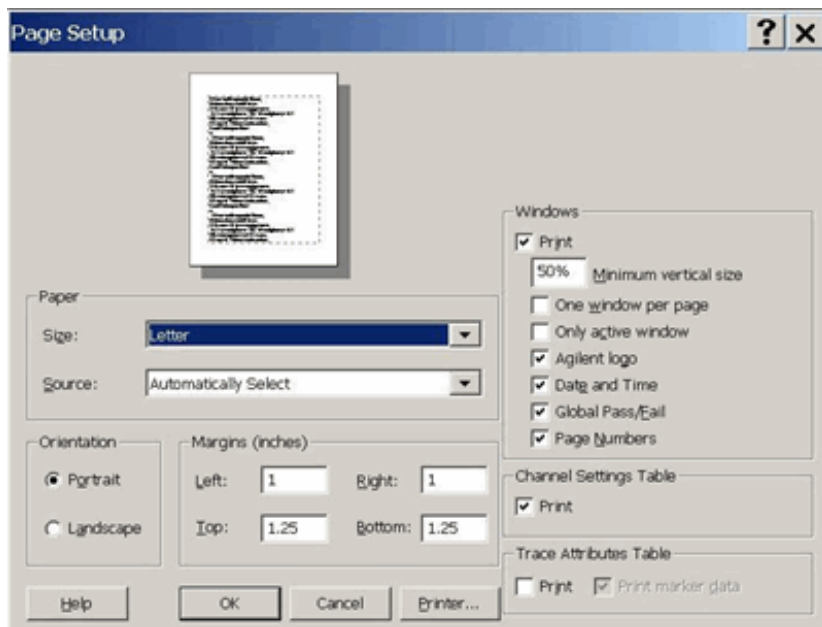 Page Setup
Paper
Size: Letter
Source: Automatically Select
Orientation
Portrait
Landscape
Margins (inches)
Left: 1 Right: 1
Top: 1.25 Bottom: 1.25
Help OK Cancel Printer...
Windows
Print
50% Minimum vertical size
One window per page
Only active window
Agilent logo
Date and Time
Global Pass/Fail
Page Numbers
Channel Settings Table
Print
Trace Attributes Table
Print Print marker data